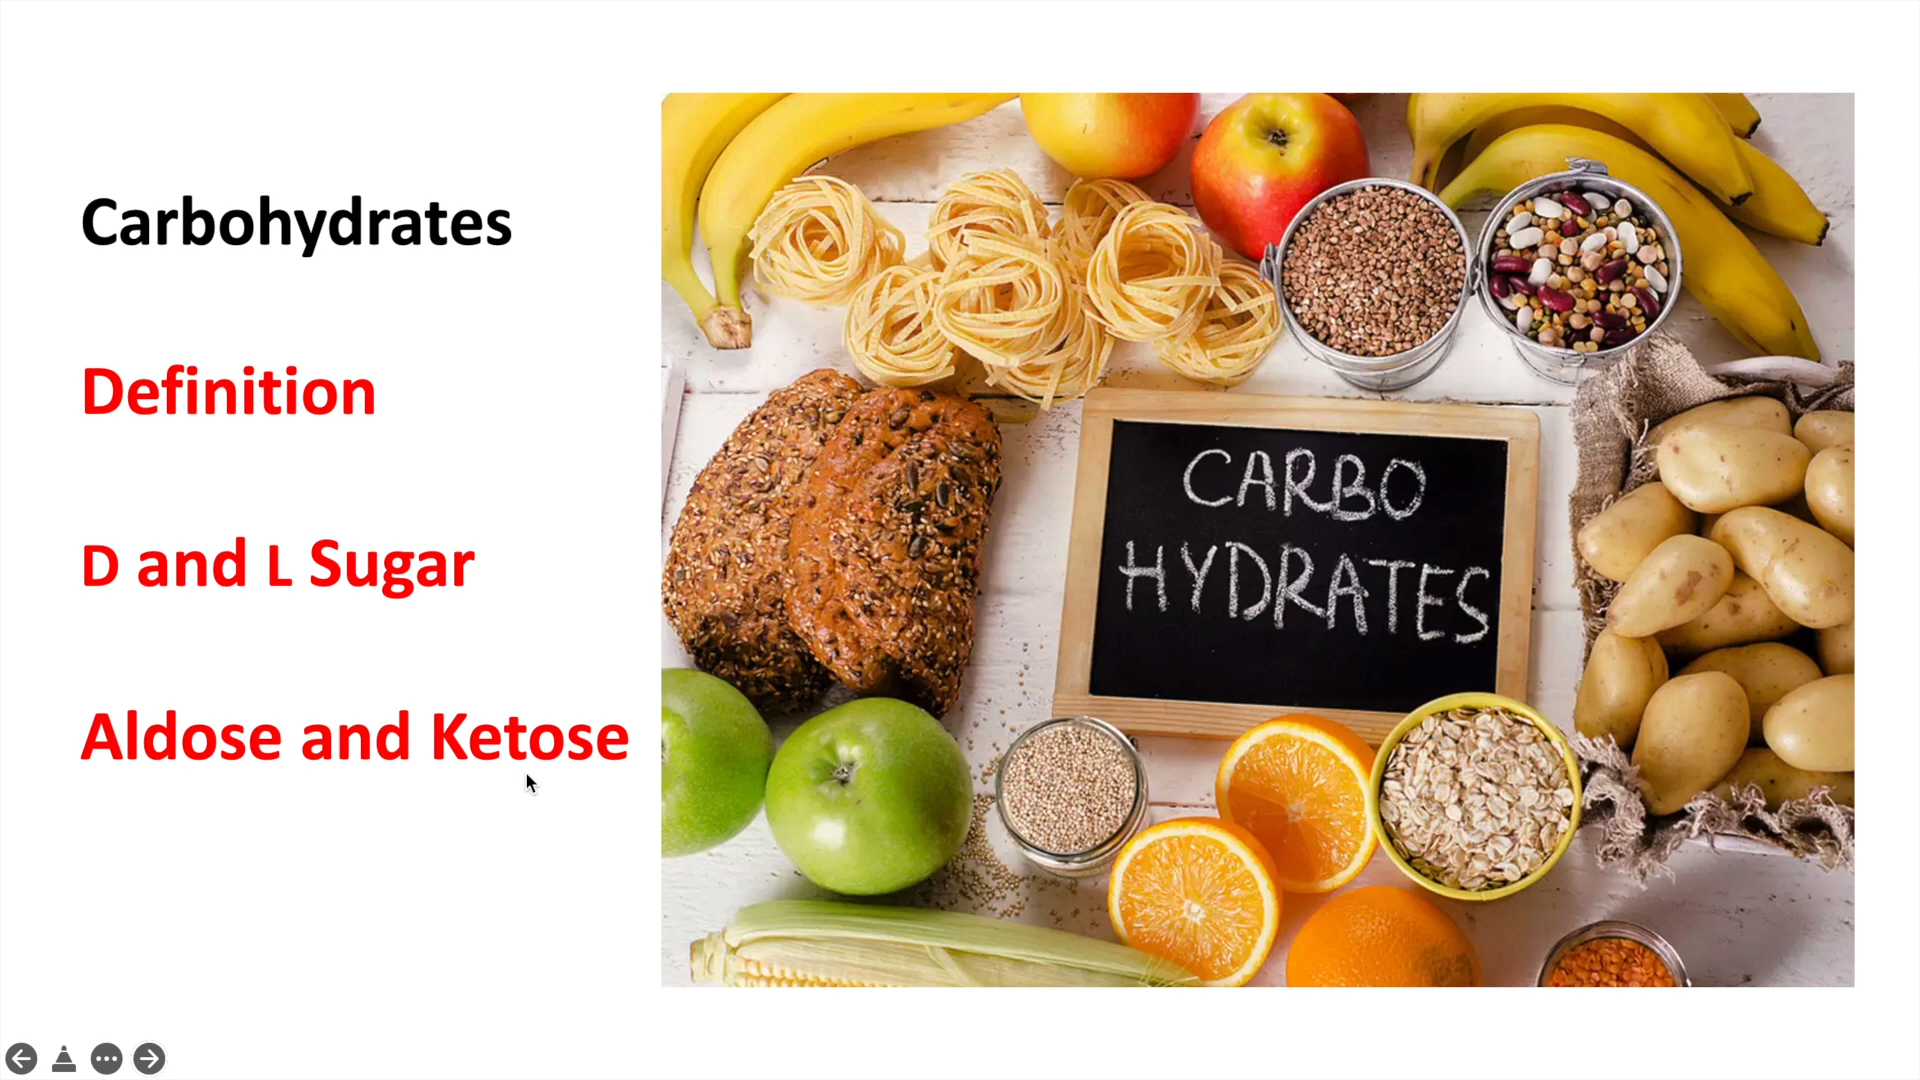 Carbohydrates
Definition
D and L Sugar
Aldose and Ketose
CARBO
HYDRATES